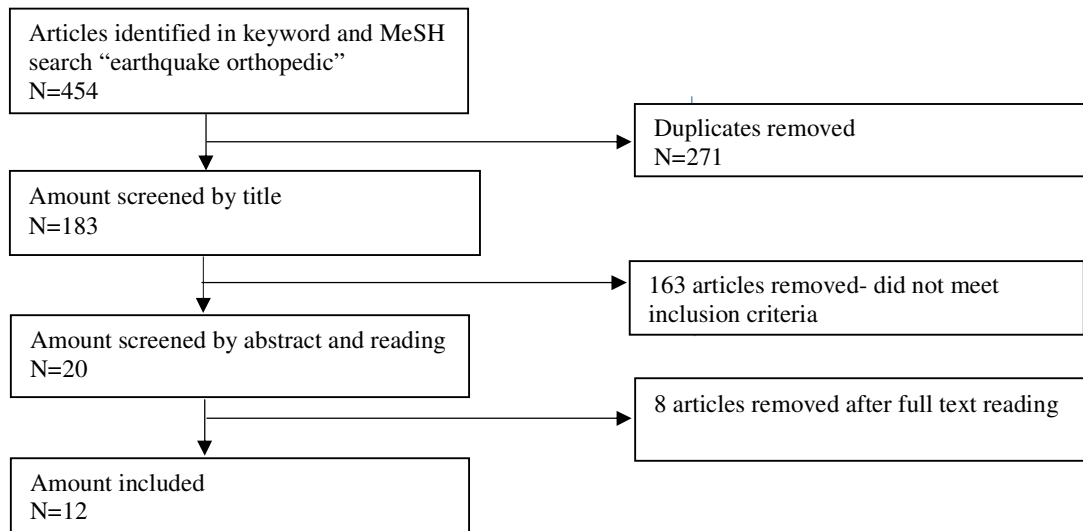 Articles identified in keyword and MeSH
search “earthquake orthopedic”
N=454
Duplicates removed
N=271
Amount screened by title
N=183
163 articles removed- did not meet
inclusion criteria
Amount screened by abstract and reading
N=20
8 articles removed after full text reading
Amount included
N=12